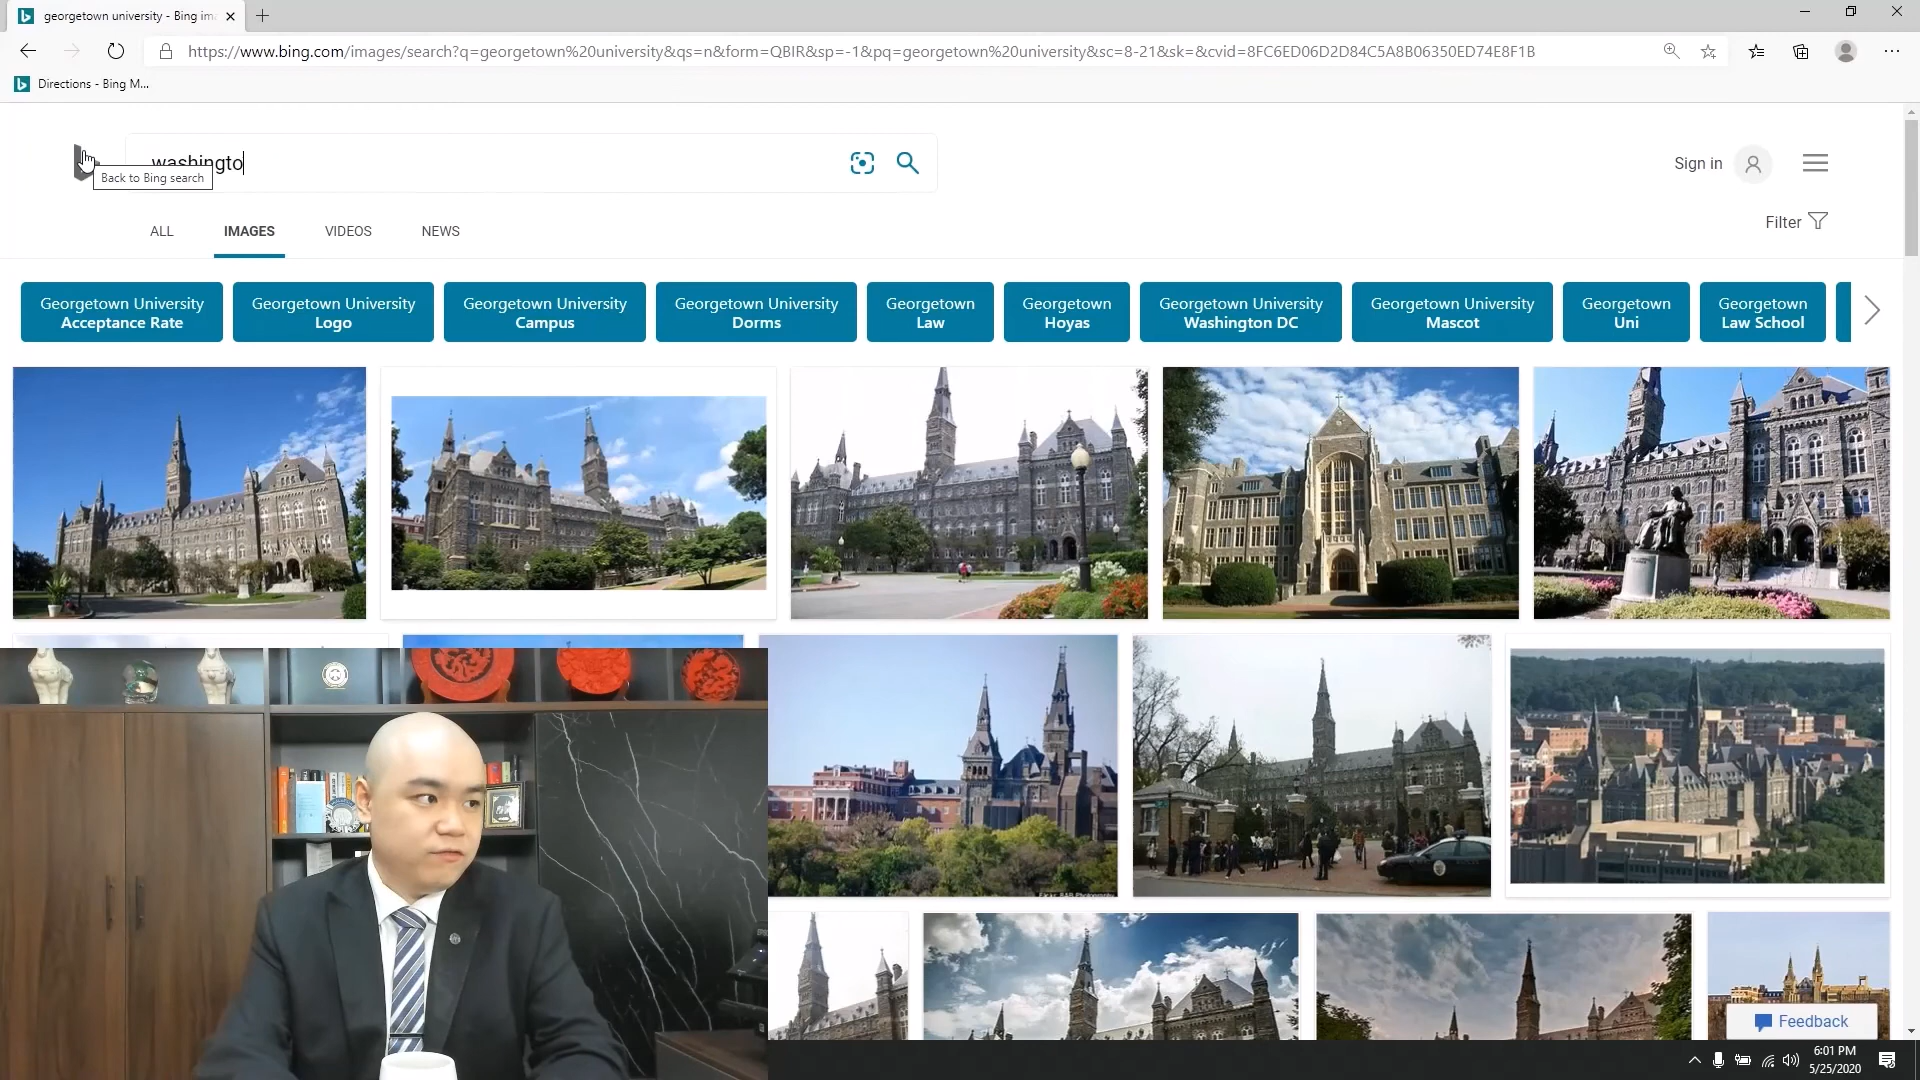 georgetown university - Bing im
https://www.bing.com/images/search?q=georgetown%20university&qs=n&form=QBIR&sp=-1&pq=georgetown%20university&sc=8-21&sk=&cvid=8FC6ED06D2D84C5A8B06350ED74E8F1B
Directions - Bing M...
washingto
Back to Bing search
Sign in
ALL
IMAGES
VIDEOS
NEWS
Filter
Georgetown University
Acceptance Rate
Georgetown University
Logo
Georgetown University
Campus
Georgetown University
Dorms
Georgetown
Law
Georgetown
Hoyas
Georgetown University
Washington DC
Georgetown University
Mascot
Georgetown
Uni
Georgetown
Law School
Feedback
6:01 PM
5/25/2020